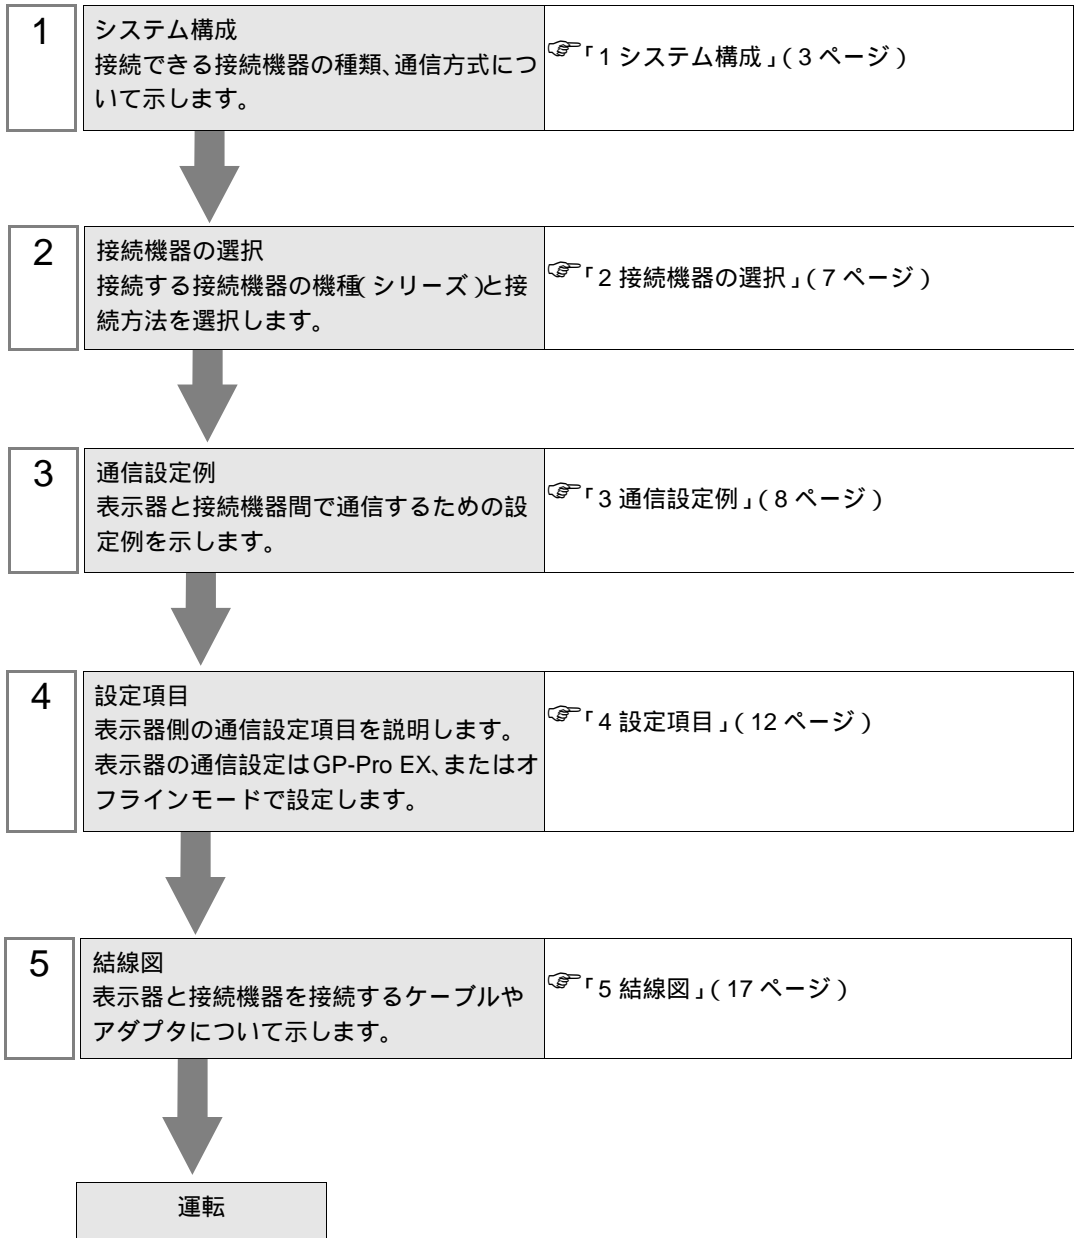 1
システム構成
接続できる接続機器の種類、通信方式につ
いて示します。
☞「1 システム構成」(3 ページ)
2
接続機器の選択
接続する接続機器の機種(シリーズ)と接
続方法を選択します。
☞「2 接続機器の選択」(7 ページ)
3
通信設定例
表示器と接続機器間で通信するための設
定例を示します。
☞「3 通信設定例」(8 ページ)
4
設定項目
表示器側の通信設定項目を説明します。
表示器の通信設定はGP-Pro EX、またはオ
フラインモードで設定します。
☞「4 設定項目」(12 ページ)
5
結線図
表示器と接続機器を接続するケーブルや
アダプタについて示します。
☞「5 結線図」(17 ページ)
運転